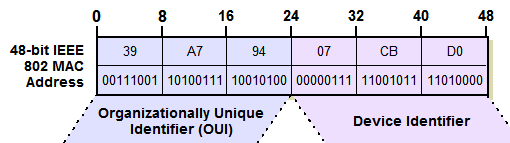 0 8 16 24 32 40 48
48-bit IEEE 39 A7 94 07 CB D0
802 MAC
Address 00111001 10100111 10010100 00000111 11001011 11010000
Organizationally Unique
Identifier (OUI)
Device Identifier